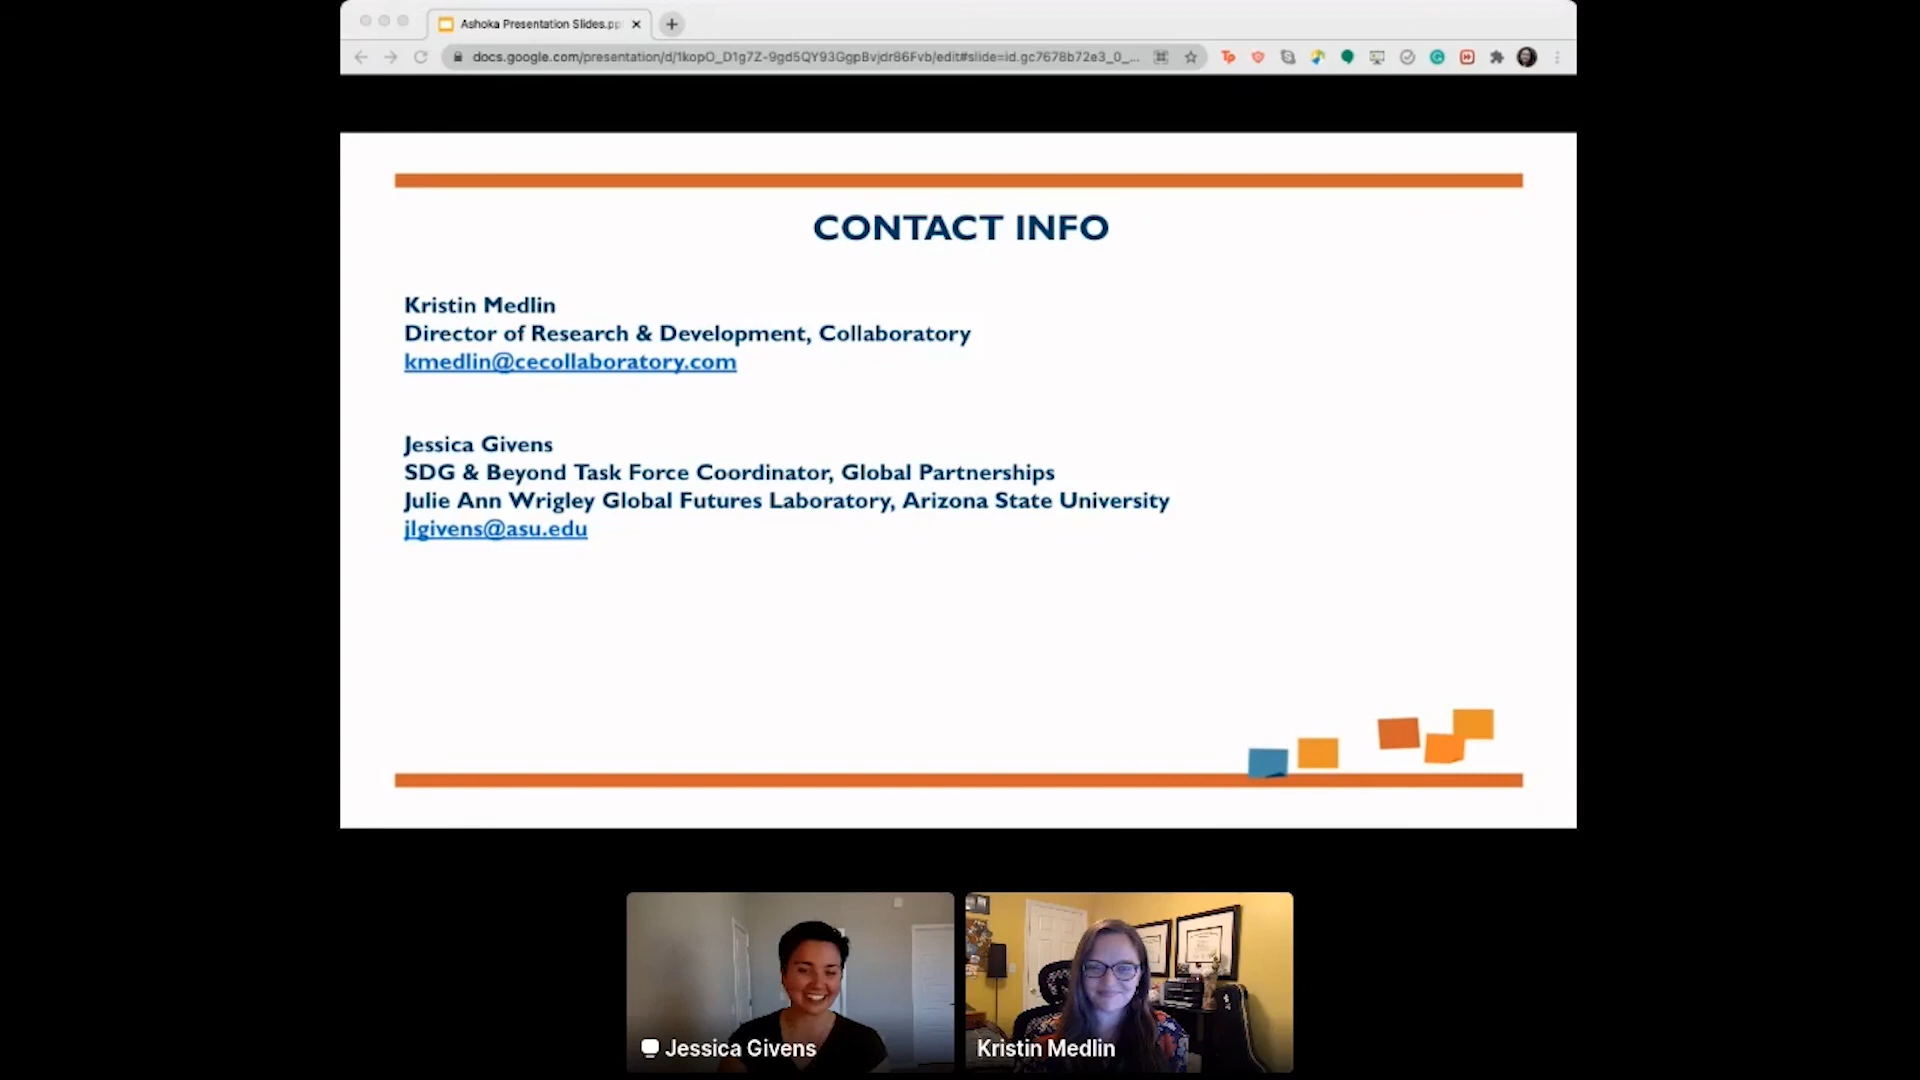 Ashoka Presentation Slides.pp
docs.google.com/presentation/d/1kopO_D1g7Z-9gd5QY93GgpBvjdr86Fvb/edit#slide=id.gc7678b72e3_0_...
CONTACT INFO
Kristin Medlin
Director of Research & Development, Collaboratory
kmedlin@cecollaboratory.com
Jessica Givens
SDG & Beyond Task Force Coordinator, Global Partnerships
Julie Ann Wrigley Global Futures Laboratory, Arizona State University
jlgivens@asu.edu
Jessica Givens
Kristin Medlin